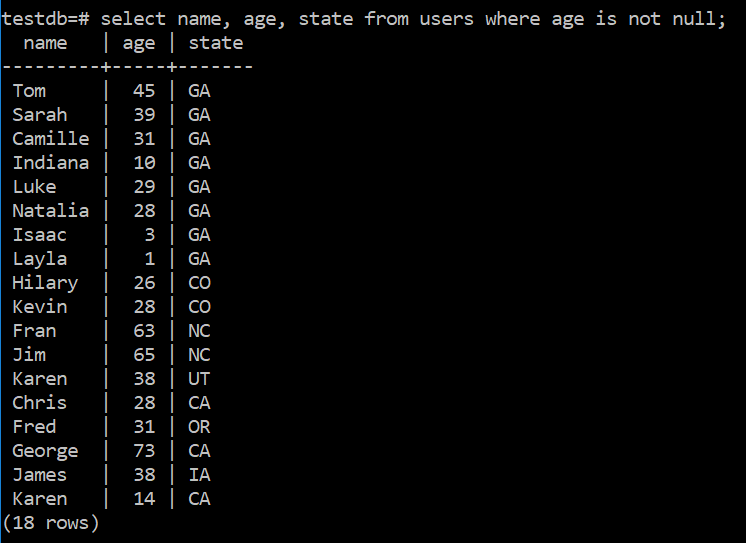 testdb=# select name, age, state from users where age is not null;
  name   | age | state
---------+-----+-------
 Tom     |  45 | GA
 Sarah   |  39 | GA
 Camille |  31 | GA
 Indiana |  10 | GA
 Luke    |  29 | GA
 Natalia |  28 | GA
 Isaac   |   3 | GA
 Layla   |   1 | GA
 Hilary  |  26 | CO
 Kevin   |  28 | CO
 Fran    |  63 | NC
 Jim     |  65 | NC
 Karen   |  38 | UT
 Chris   |  28 | CA
 Fred    |  31 | OR
 George  |  73 | CA
 James   |  38 | IA
 Karen   |  14 | CA
(18 rows)